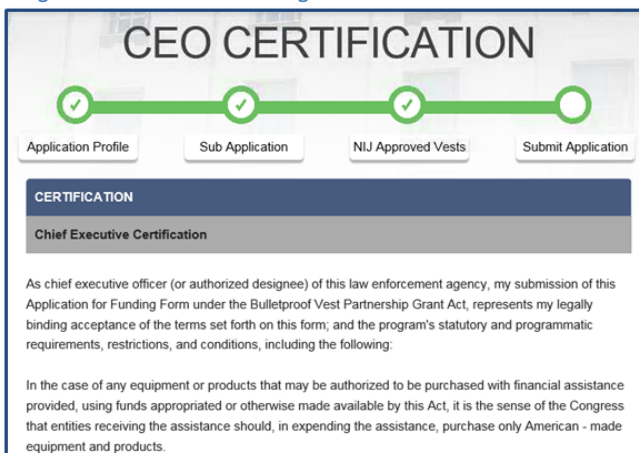 CEO CERTIFICATION
Application Profile
Sub Application
NIJ Approved Vests
Submit Application
CERTIFICATION
Chief Executive Certification
As chief executive officer (or authorized designee) of this law enforcement agency, my submission of this
Application for Funding Form under the Bulletproof Vest Partnership Grant Act, represents my legally
binding acceptance of the terms set forth on this form; and the program's statutory and programmatic
requirements, restrictions, and conditions, including the following:
In the case of any equipment or products that may be authorized to be purchased with financial assistance
provided, using funds appropriated or otherwise made available by this Act, it is the sense of the Congress
that entities receiving the assistance should, in expending the assistance, purchase only American - made
equipment and products.